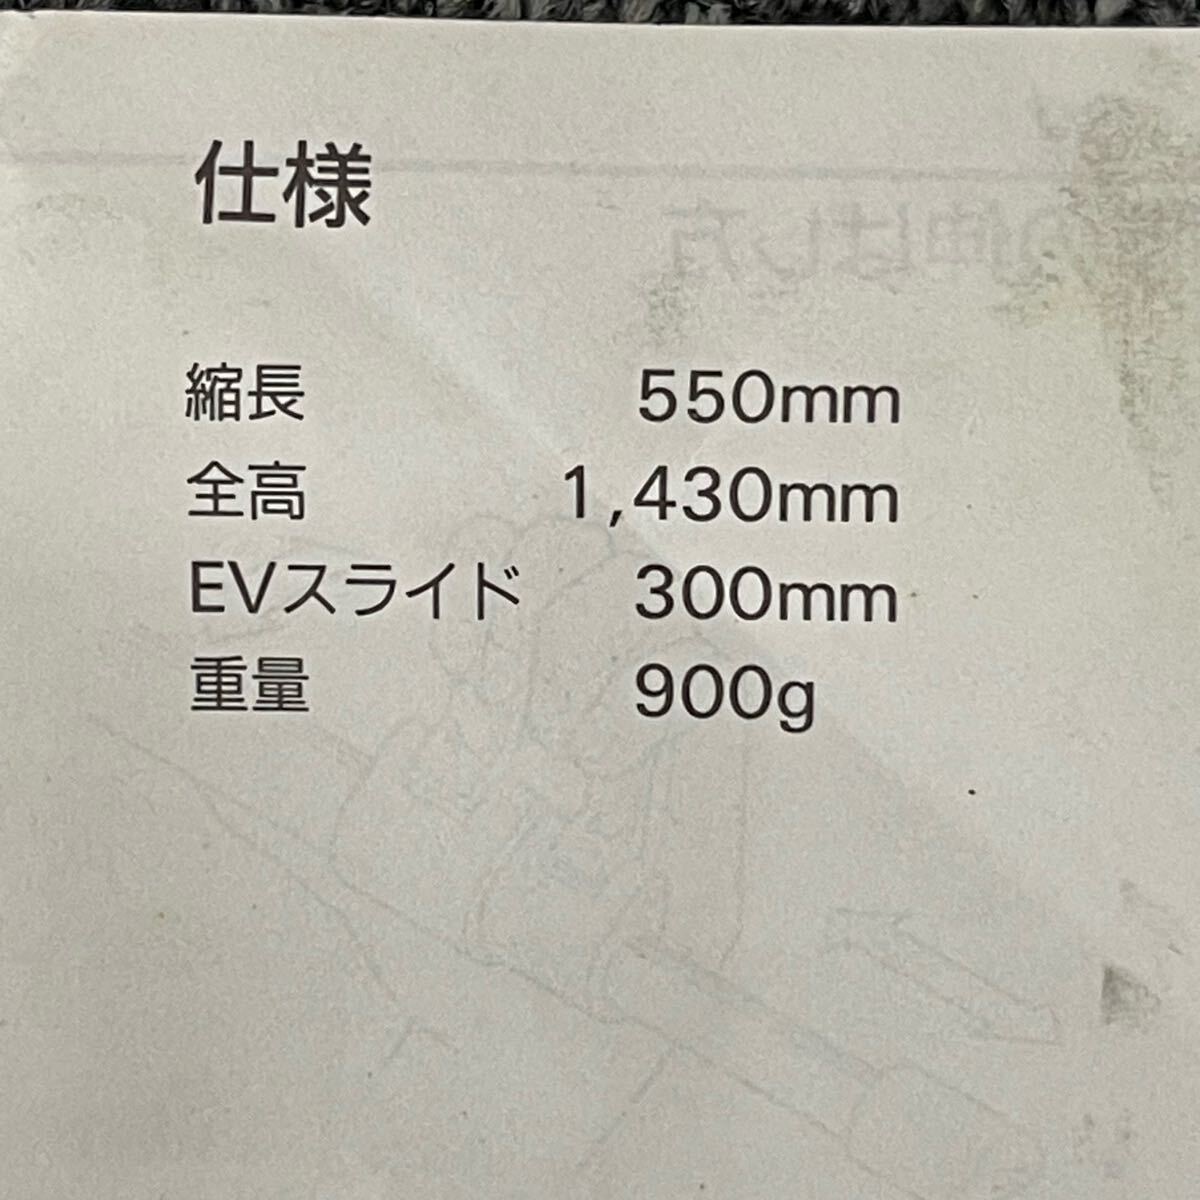 仕様
縮長 550mm
全高 1,430mm
EVスライド 300mm
重量 900g